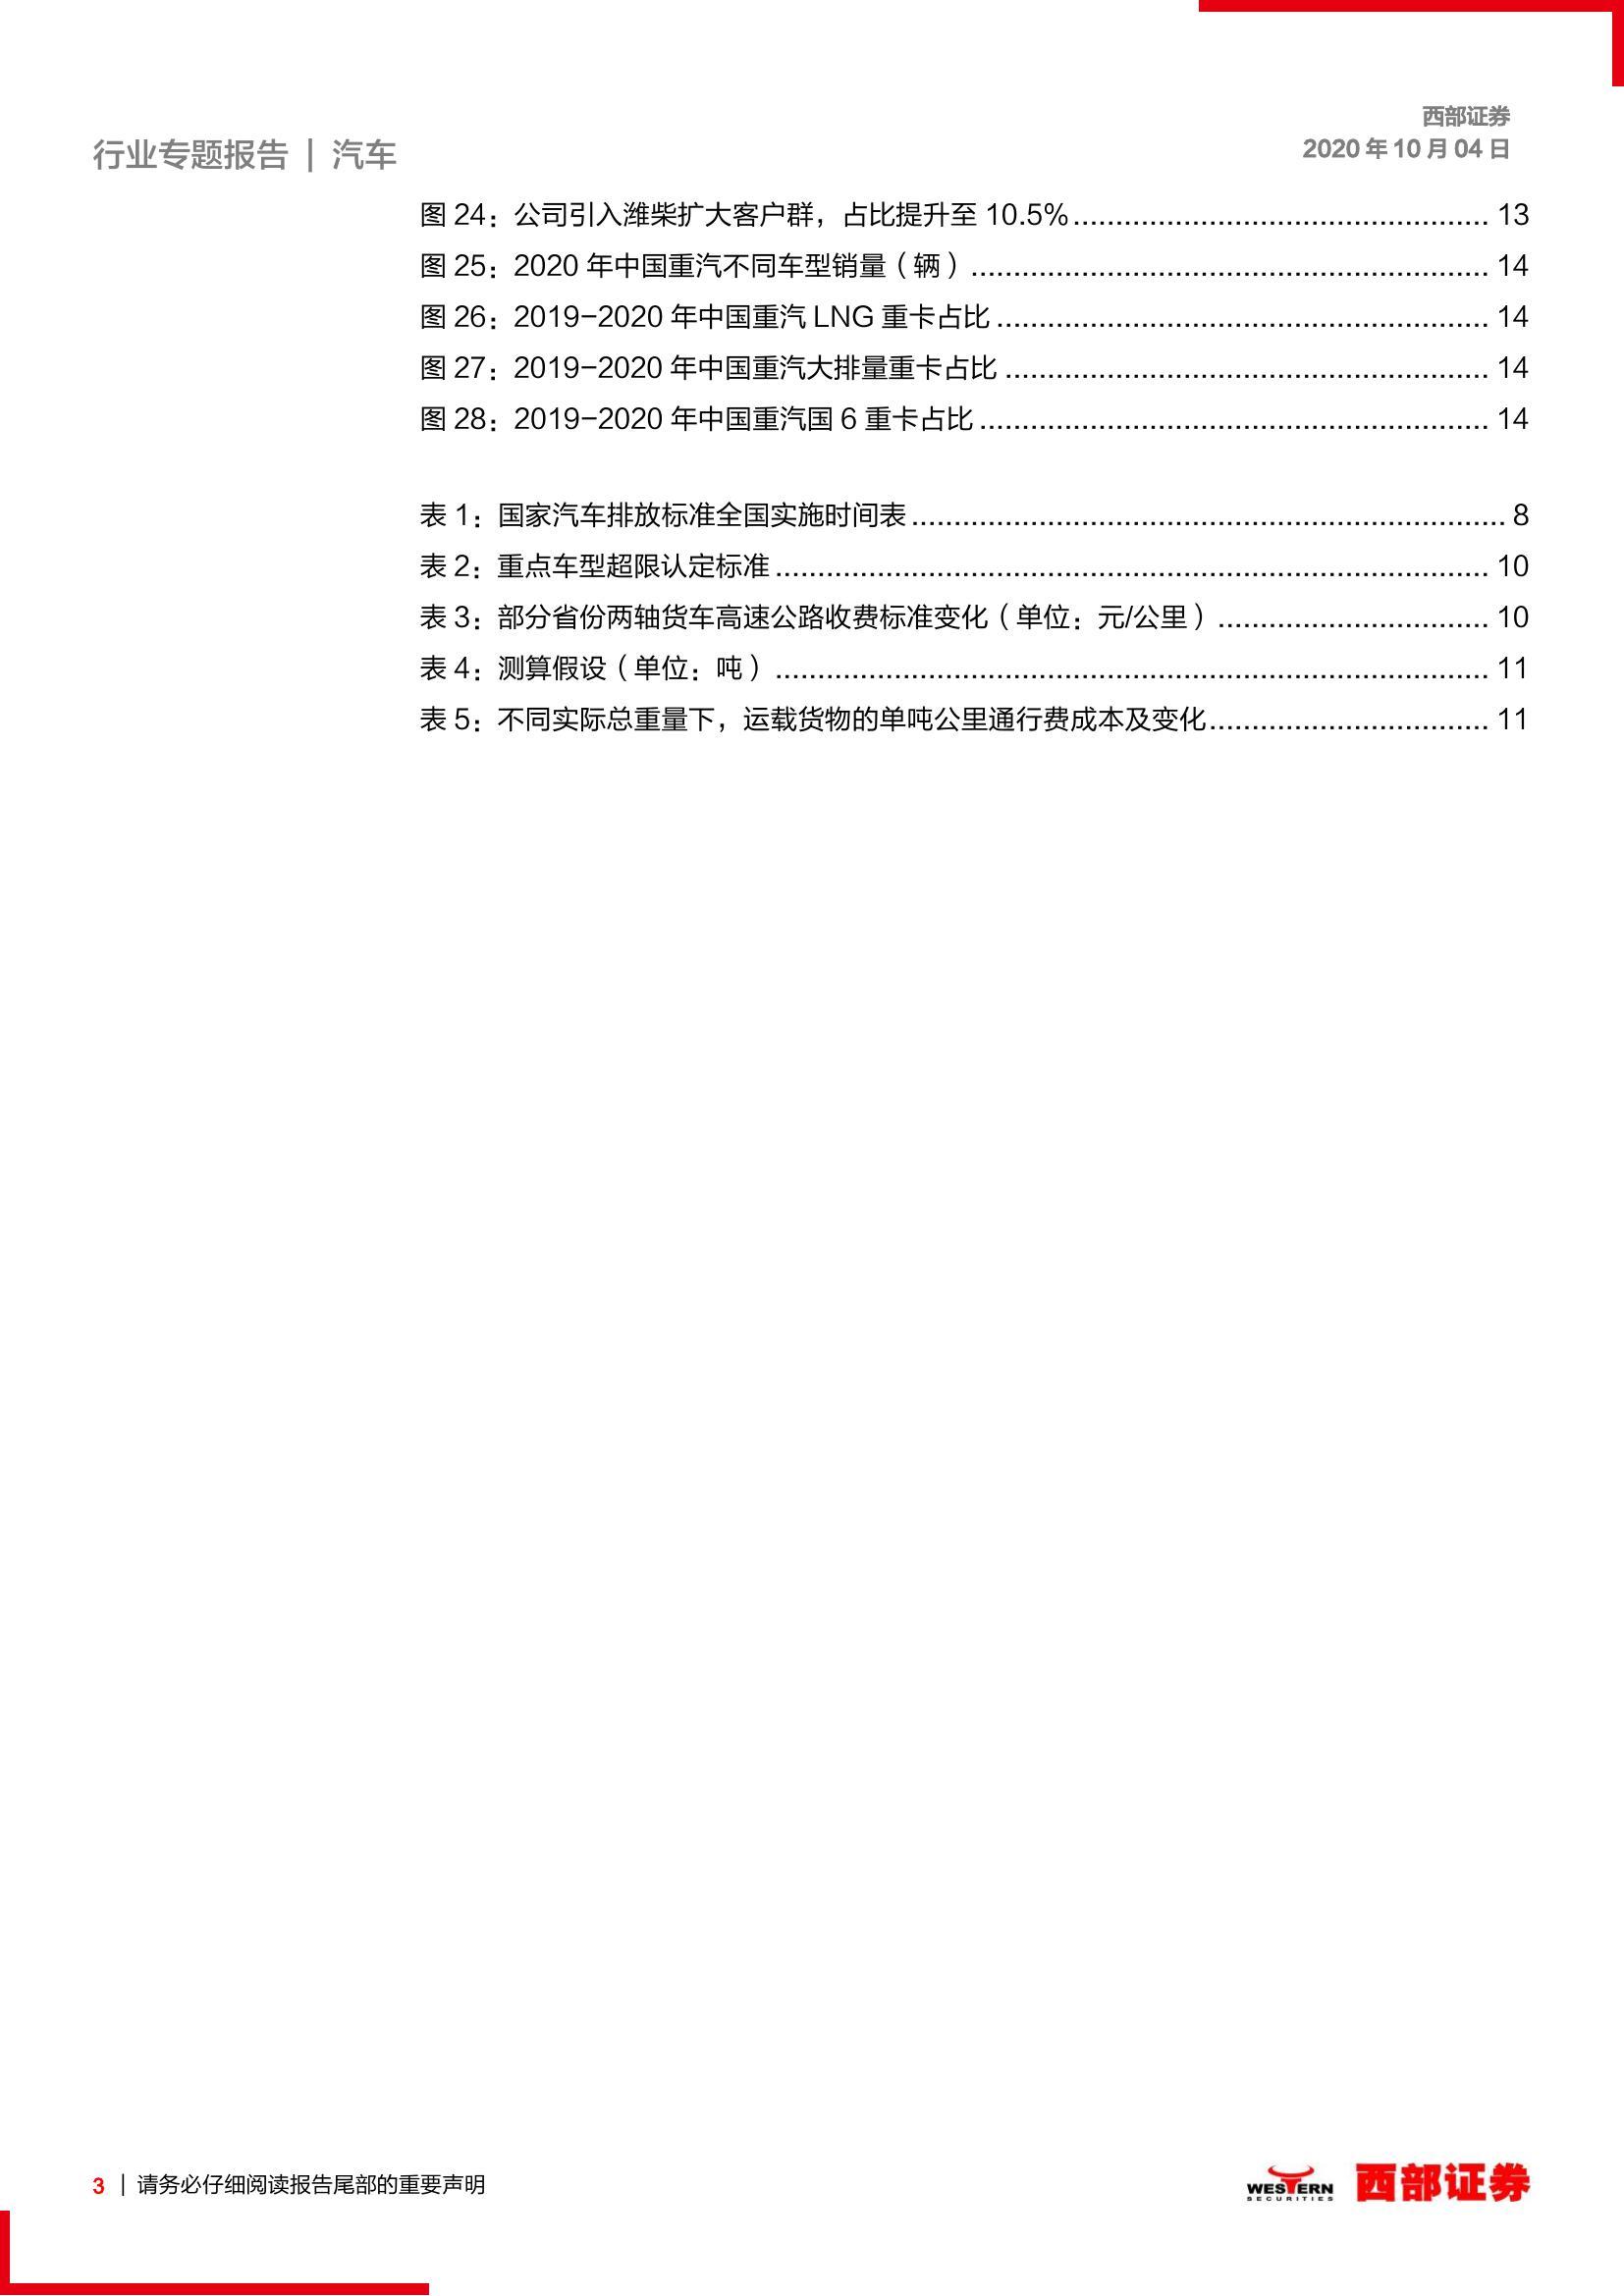 西部证券
2020 年 10 月 04 日
行业专题报告 | 汽车
图 24：公司引入潍柴扩大客户群，占比提升至 10.5%.................................................. 13
图 25：2020 年中国重汽不同车型销量（辆）.............................................................. 14
图 26：2019-2020 年中国重汽 LNG 重卡占比........................................................... 14
图 27：2019-2020 年中国重汽大排量重卡占比.......................................................... 14
图 28：2019-2020 年中国重汽国 6 重卡占比............................................................. 14
表 1：国家汽车排放标准全国实施时间表...................................................................... 8
表 2：重点车型超限认定标准..................................................................................... 10
表 3：部分省份两轴货车高速公路收费标准变化（单位：元/公里）................................ 10
表 4：测算假设（单位：吨）..................................................................................... 11
表 5：不同实际总重量下，运载货物的单吨公里通行费成本及变化................................. 11
3 | 请务必仔细阅读报告尾部的重要声明
WESTERN
SECURITIES
西部证券